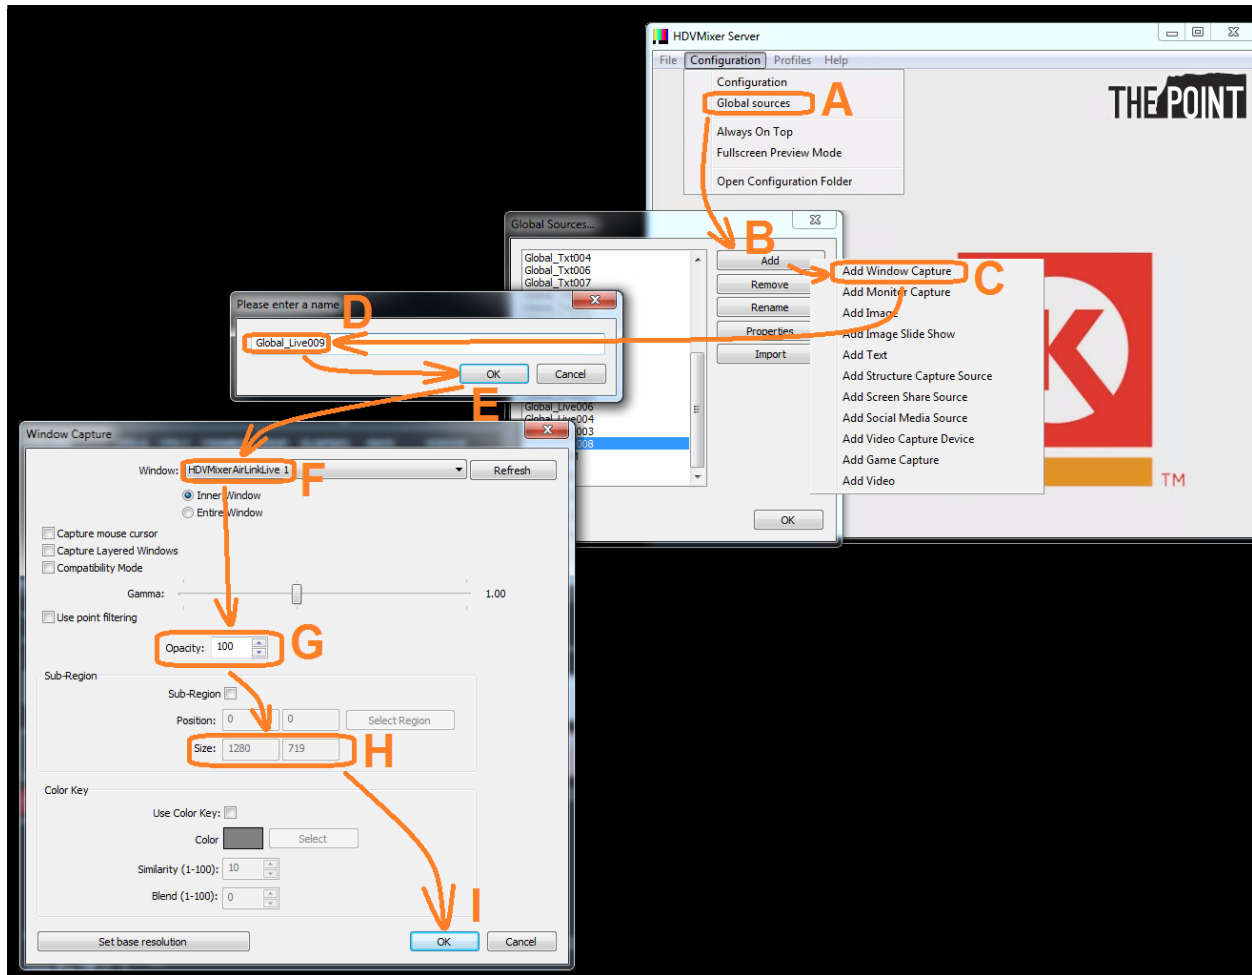 HDVMixer Server
File Configuration Profiles Help
Configuration
Global sources
A
Always On Top
Fullscreen Preview Mode
Open Configuration Folder
THE POINT
Global Sources...
B
Global_Txt004
Global_Txt006
Global_Txt007
Add
Remove
Rename
Properties
Import
C
Add Window Capture
Add Monitor Capture
Add Image
Add Image Slide Show
Add Text
Add Structure Capture Source
Add Screen Share Source
Add Social Media Source
Add Video Capture Device
Add Game Capture
Add Video
K
TM
Please enter a name
D
Global_Live009
OK Cancel
E
Global_Live006
Global_Live004
003
008
OK
Window Capture
Window: HDVMixerAirLinkLive 1 Refresh
F
Inner Window
Entire Window
Capture mouse cursor
Capture Layered Windows
Compatibility Mode
Gamma: 1.00
Use point filtering
Opacity: 100
G
Sub-Region
Sub-Region
Position: 0 0 Select Region
Size: 1280 719
H
Color Key
Use Color Key:
Color Select
Similarity (1-100): 10
Blend (1-100): 0
I
Set base resolution OK Cancel